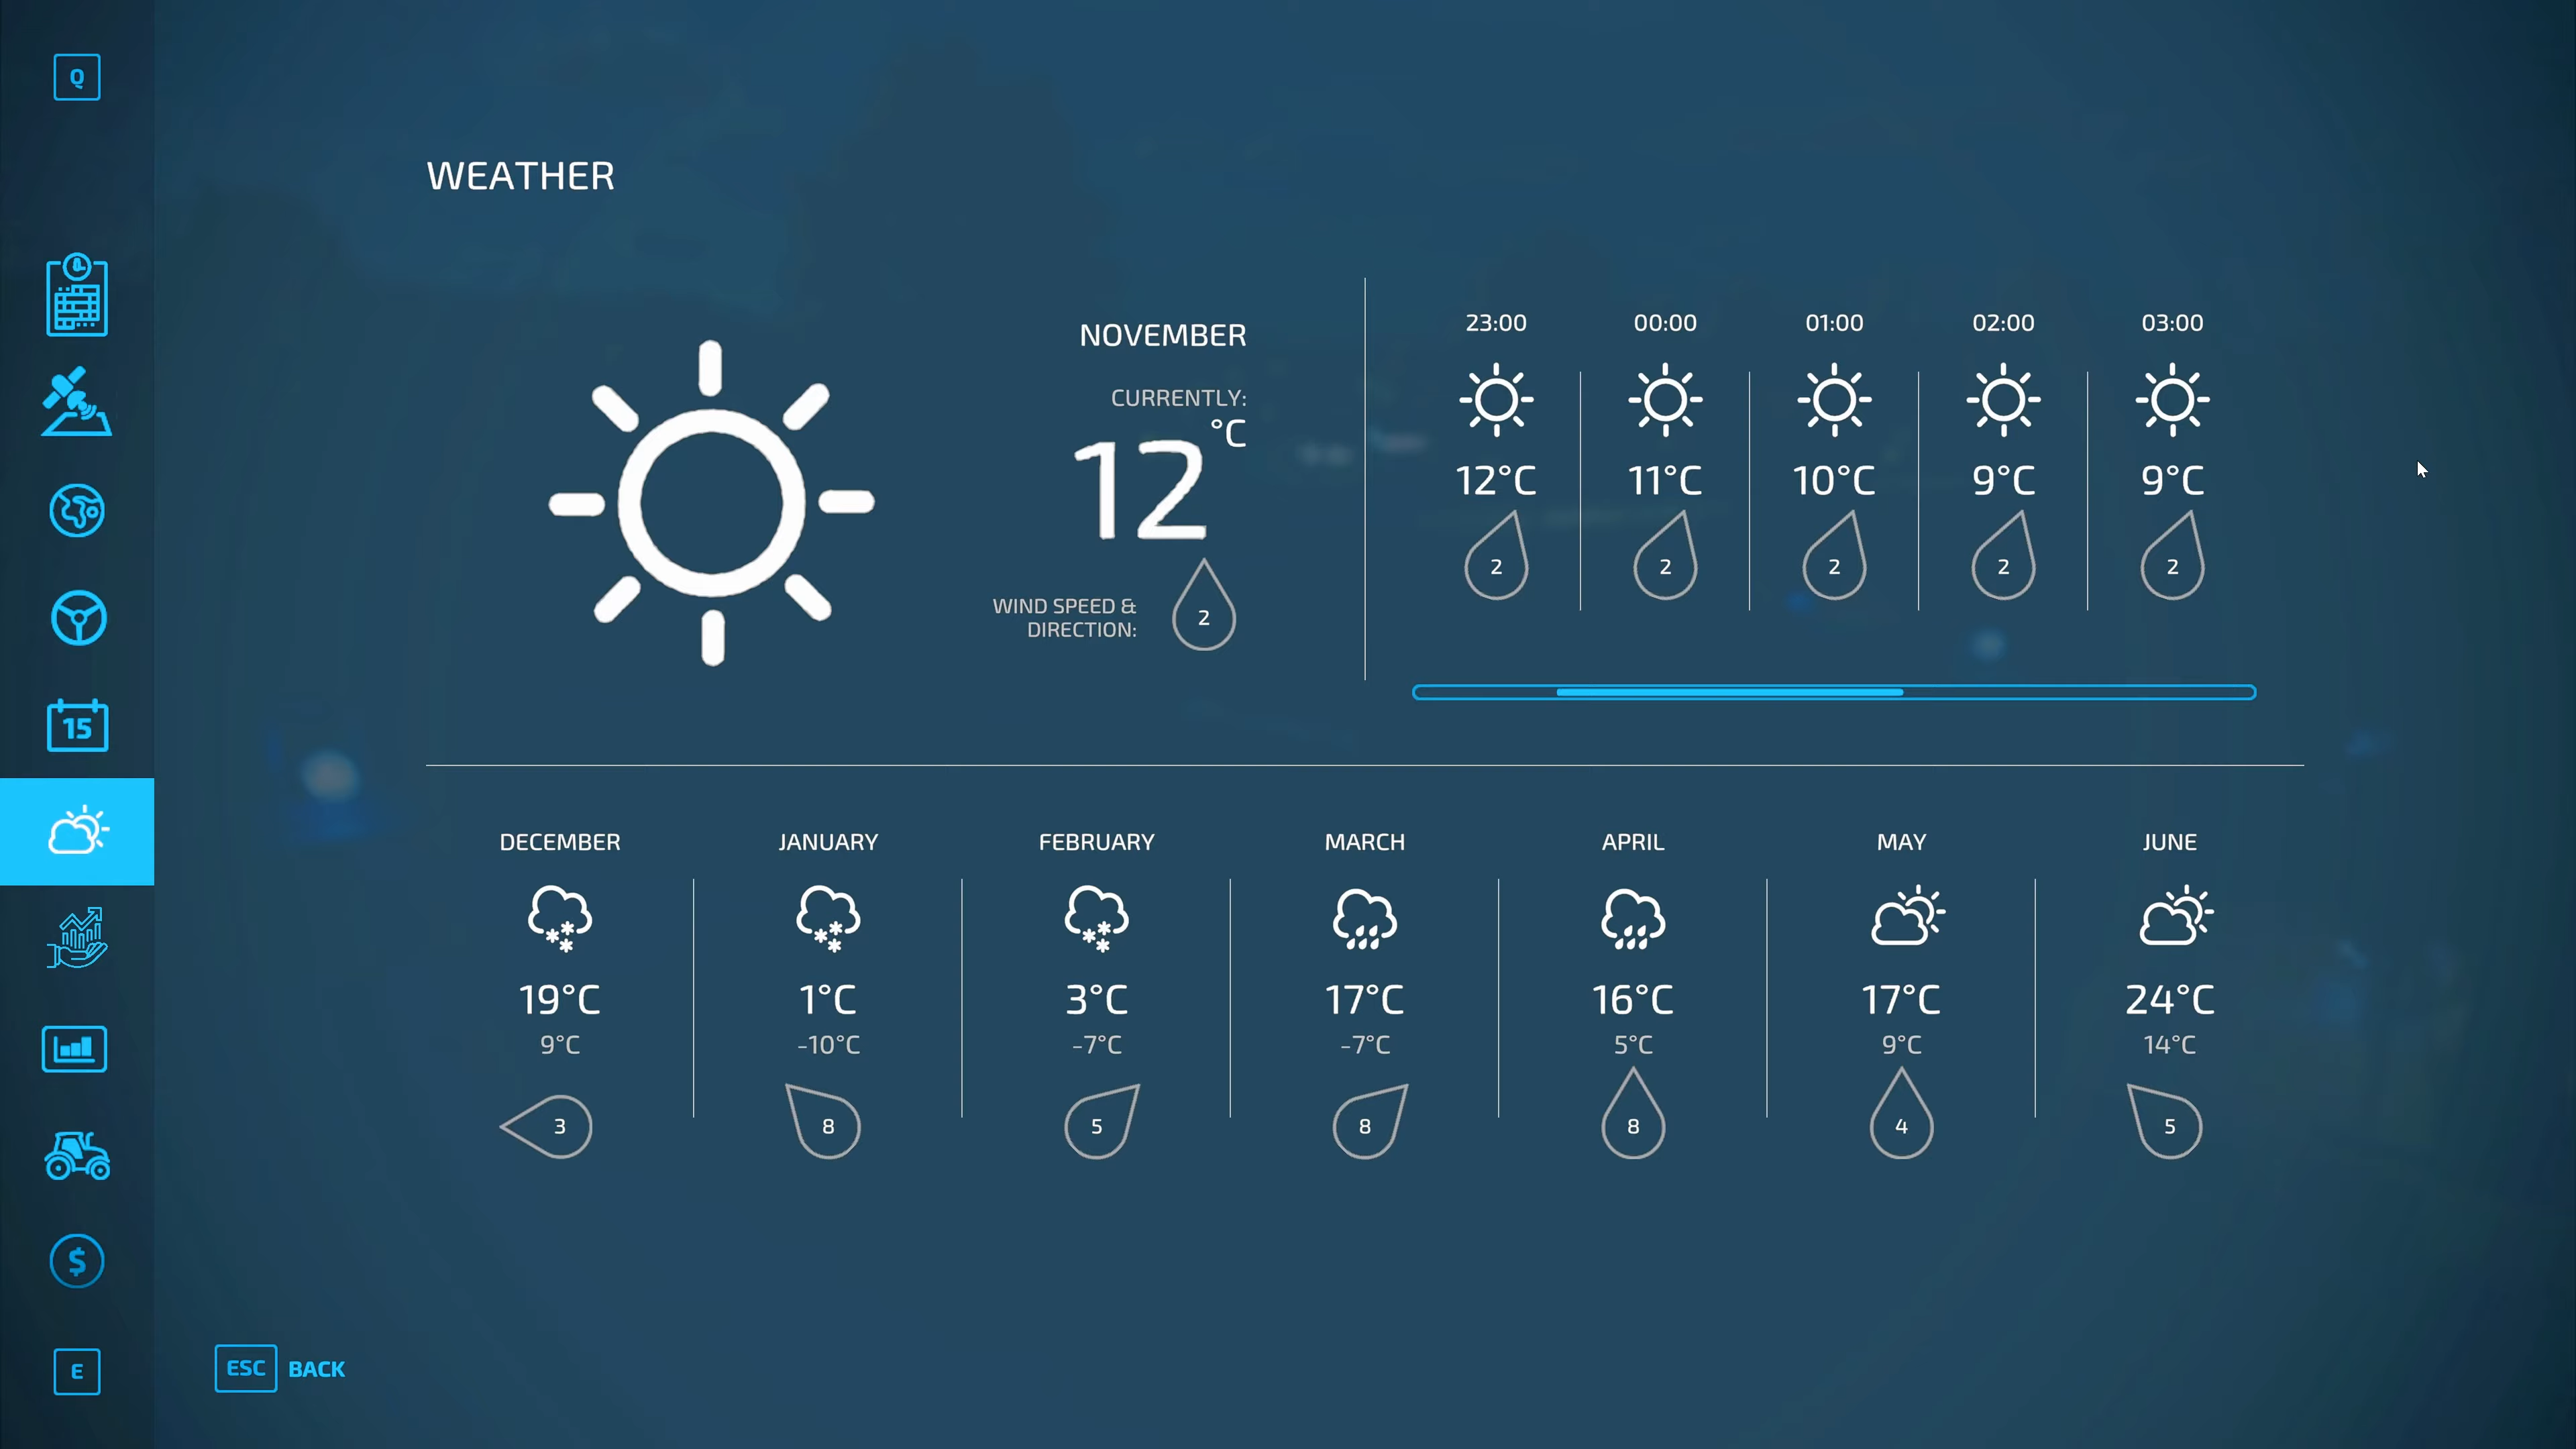 Q
WEATHER
NOVEMBER
CURRENTLY:
12 °C
WIND SPEED &
DIRECTION:
2
23:00 00:00 01:00 02:00 03:00
12°C 11°C 10°C 9°C 9°C
2 2 2 2 2
15
DECEMBER JANUARY FEBRUARY MARCH APRIL MAY JUNE
19°C 1°C 3°C 17°C 16°C 17°C 24°C
9°C -10°C -7°C -7°C 5°C 9°C 14°C
3 8 5 8 8 4 5
$
E
ESC BACK